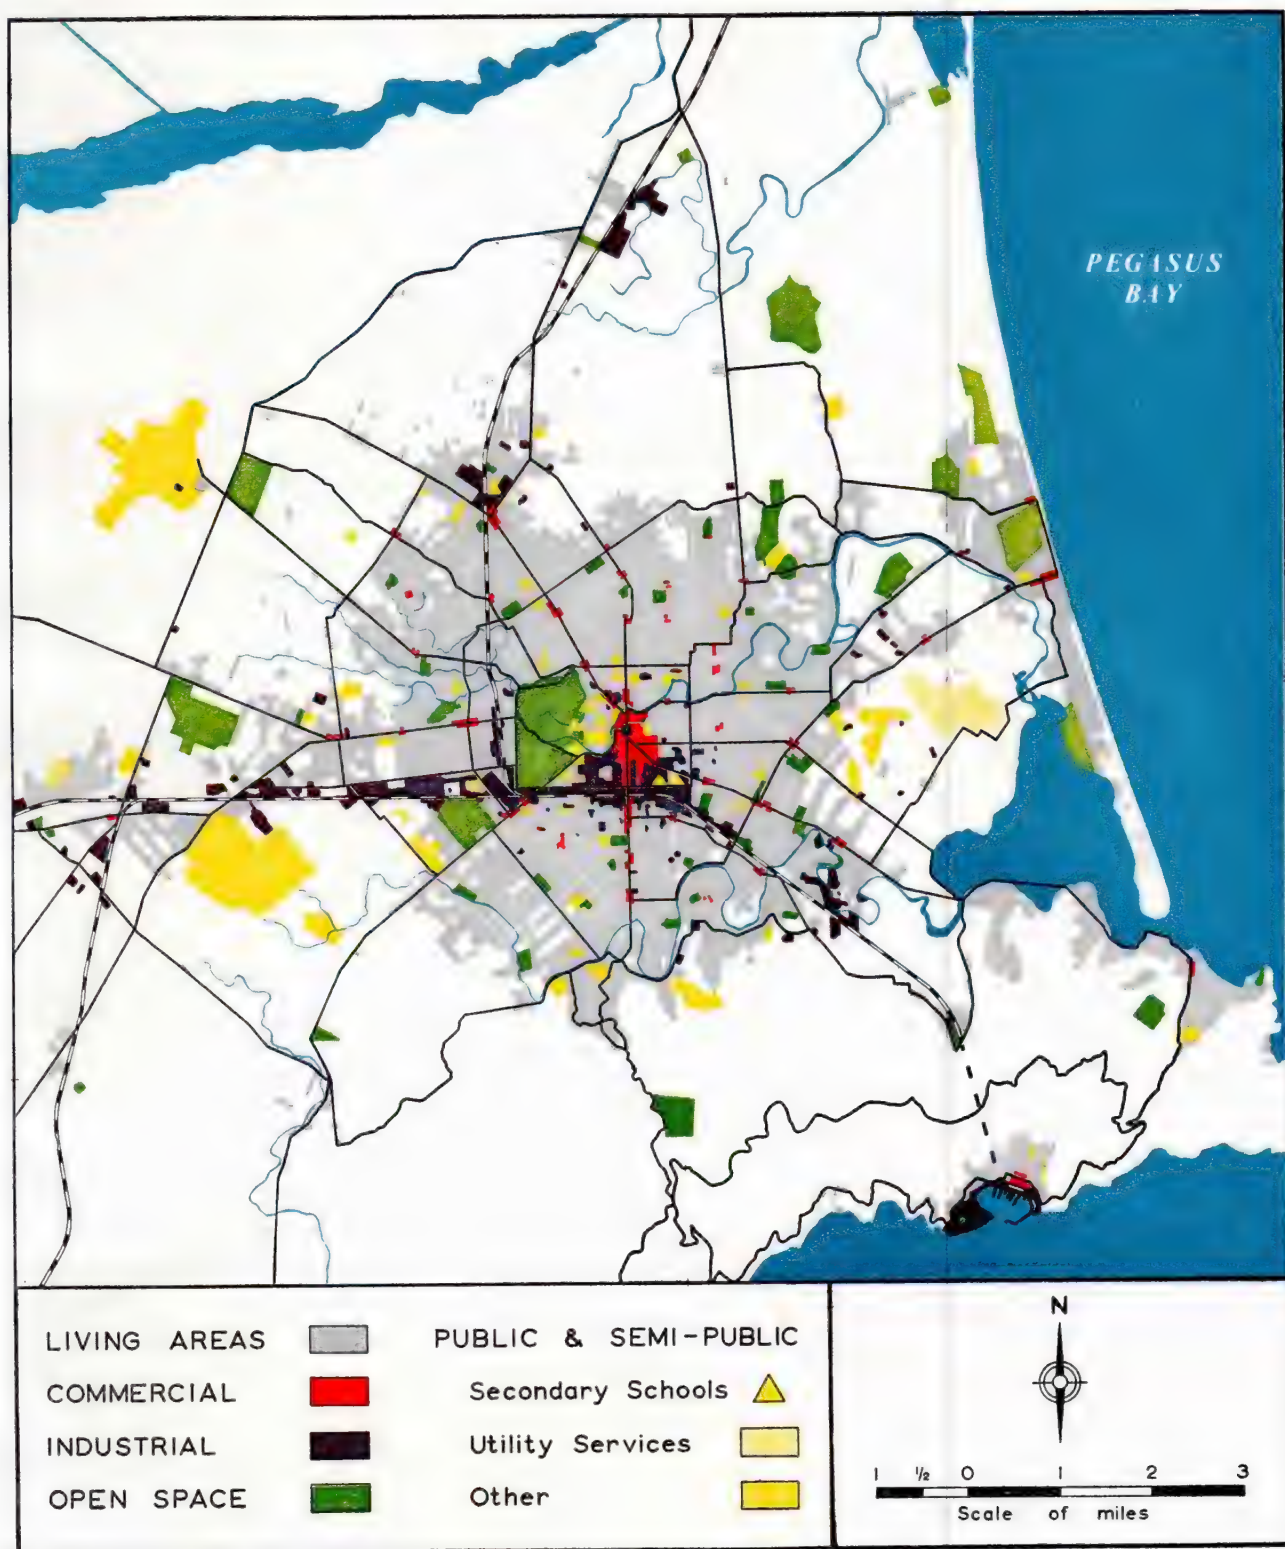 PEGASUS
BAY
LIVING AREAS
COMMERCIAL
INDUSTRIAL
OPEN SPACE
PUBLIC & SEMI-PUBLIC
Secondary Schools
Utility Services
Other
N
1 ½ 0 1 2 3
Scale of miles